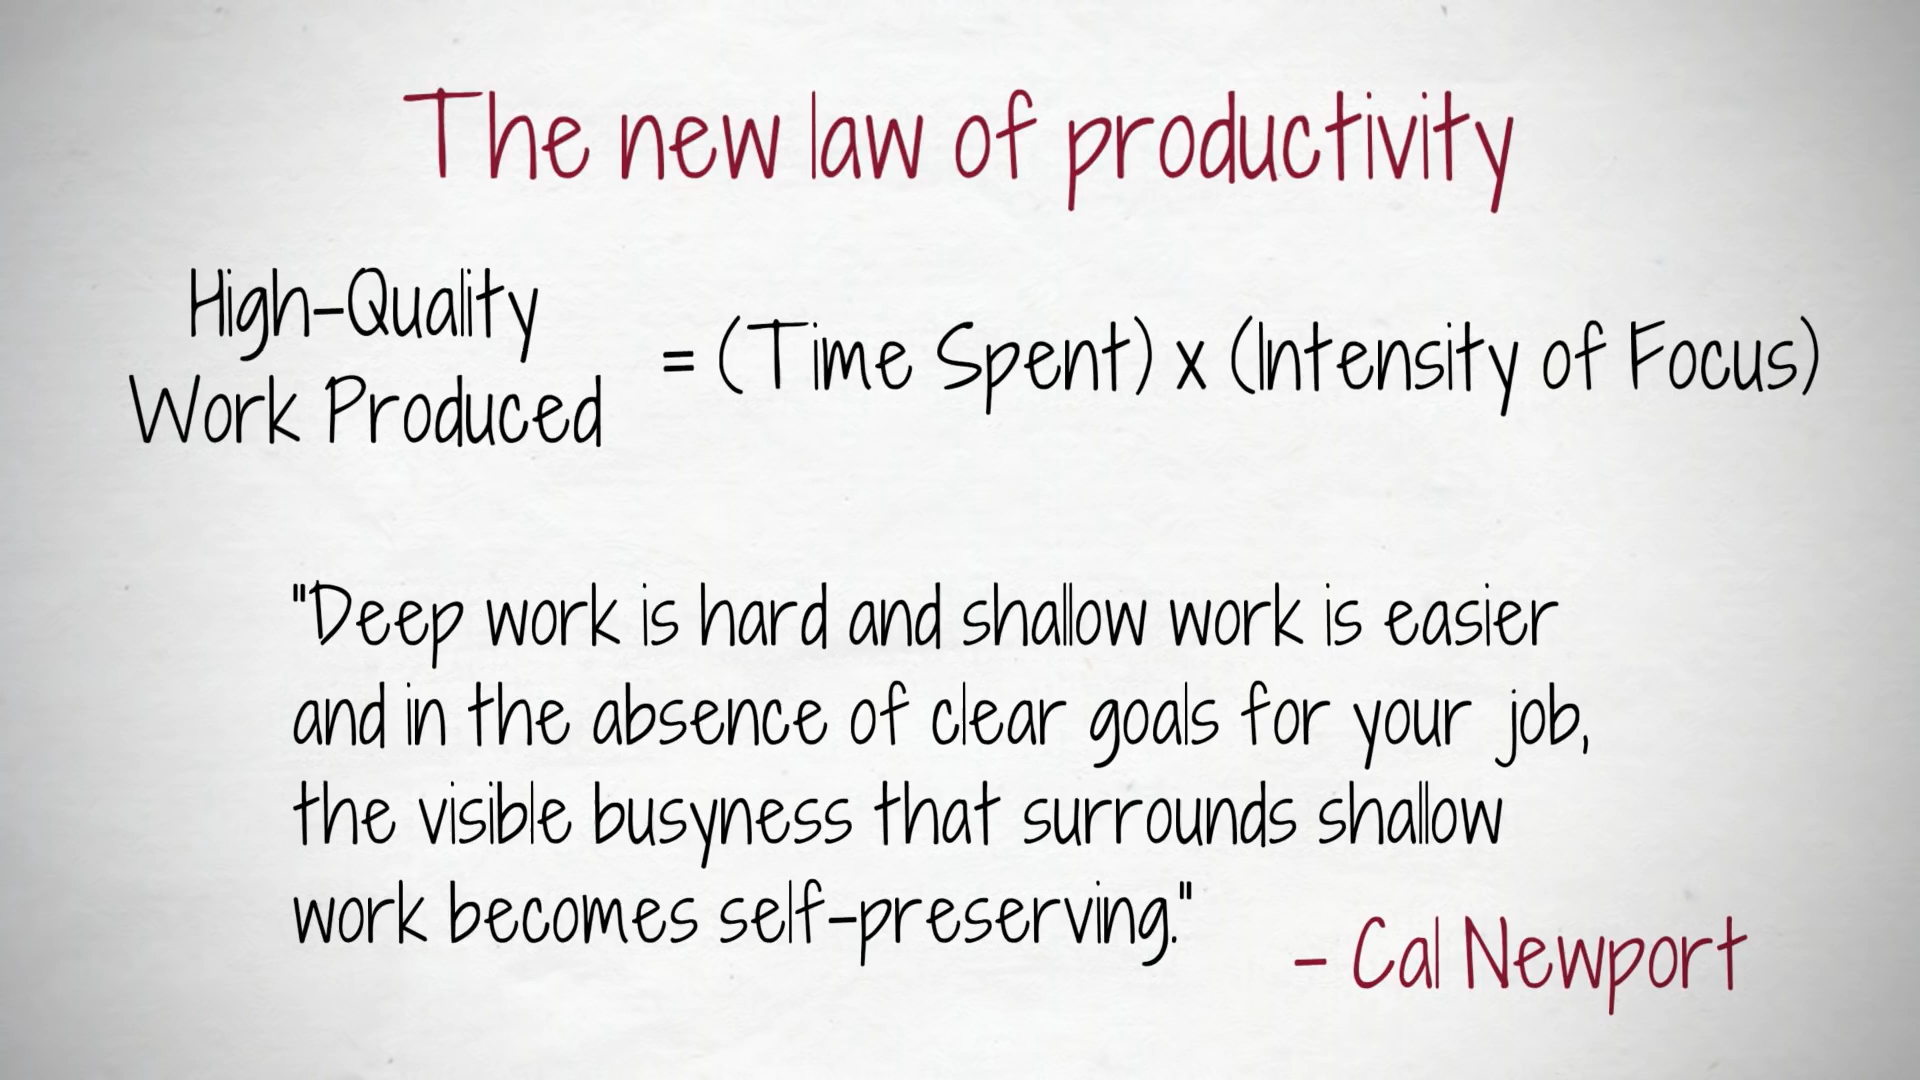 The new law of productivity
High-Quality
Work Produced
= (Time Spent) x (Intensity of Focus)
"Deep work is hard and shallow work is easier
and in the absence of clear goals for your job,
the visible busyness that surrounds shallow
work becomes self-preserving."
- Cal Newport